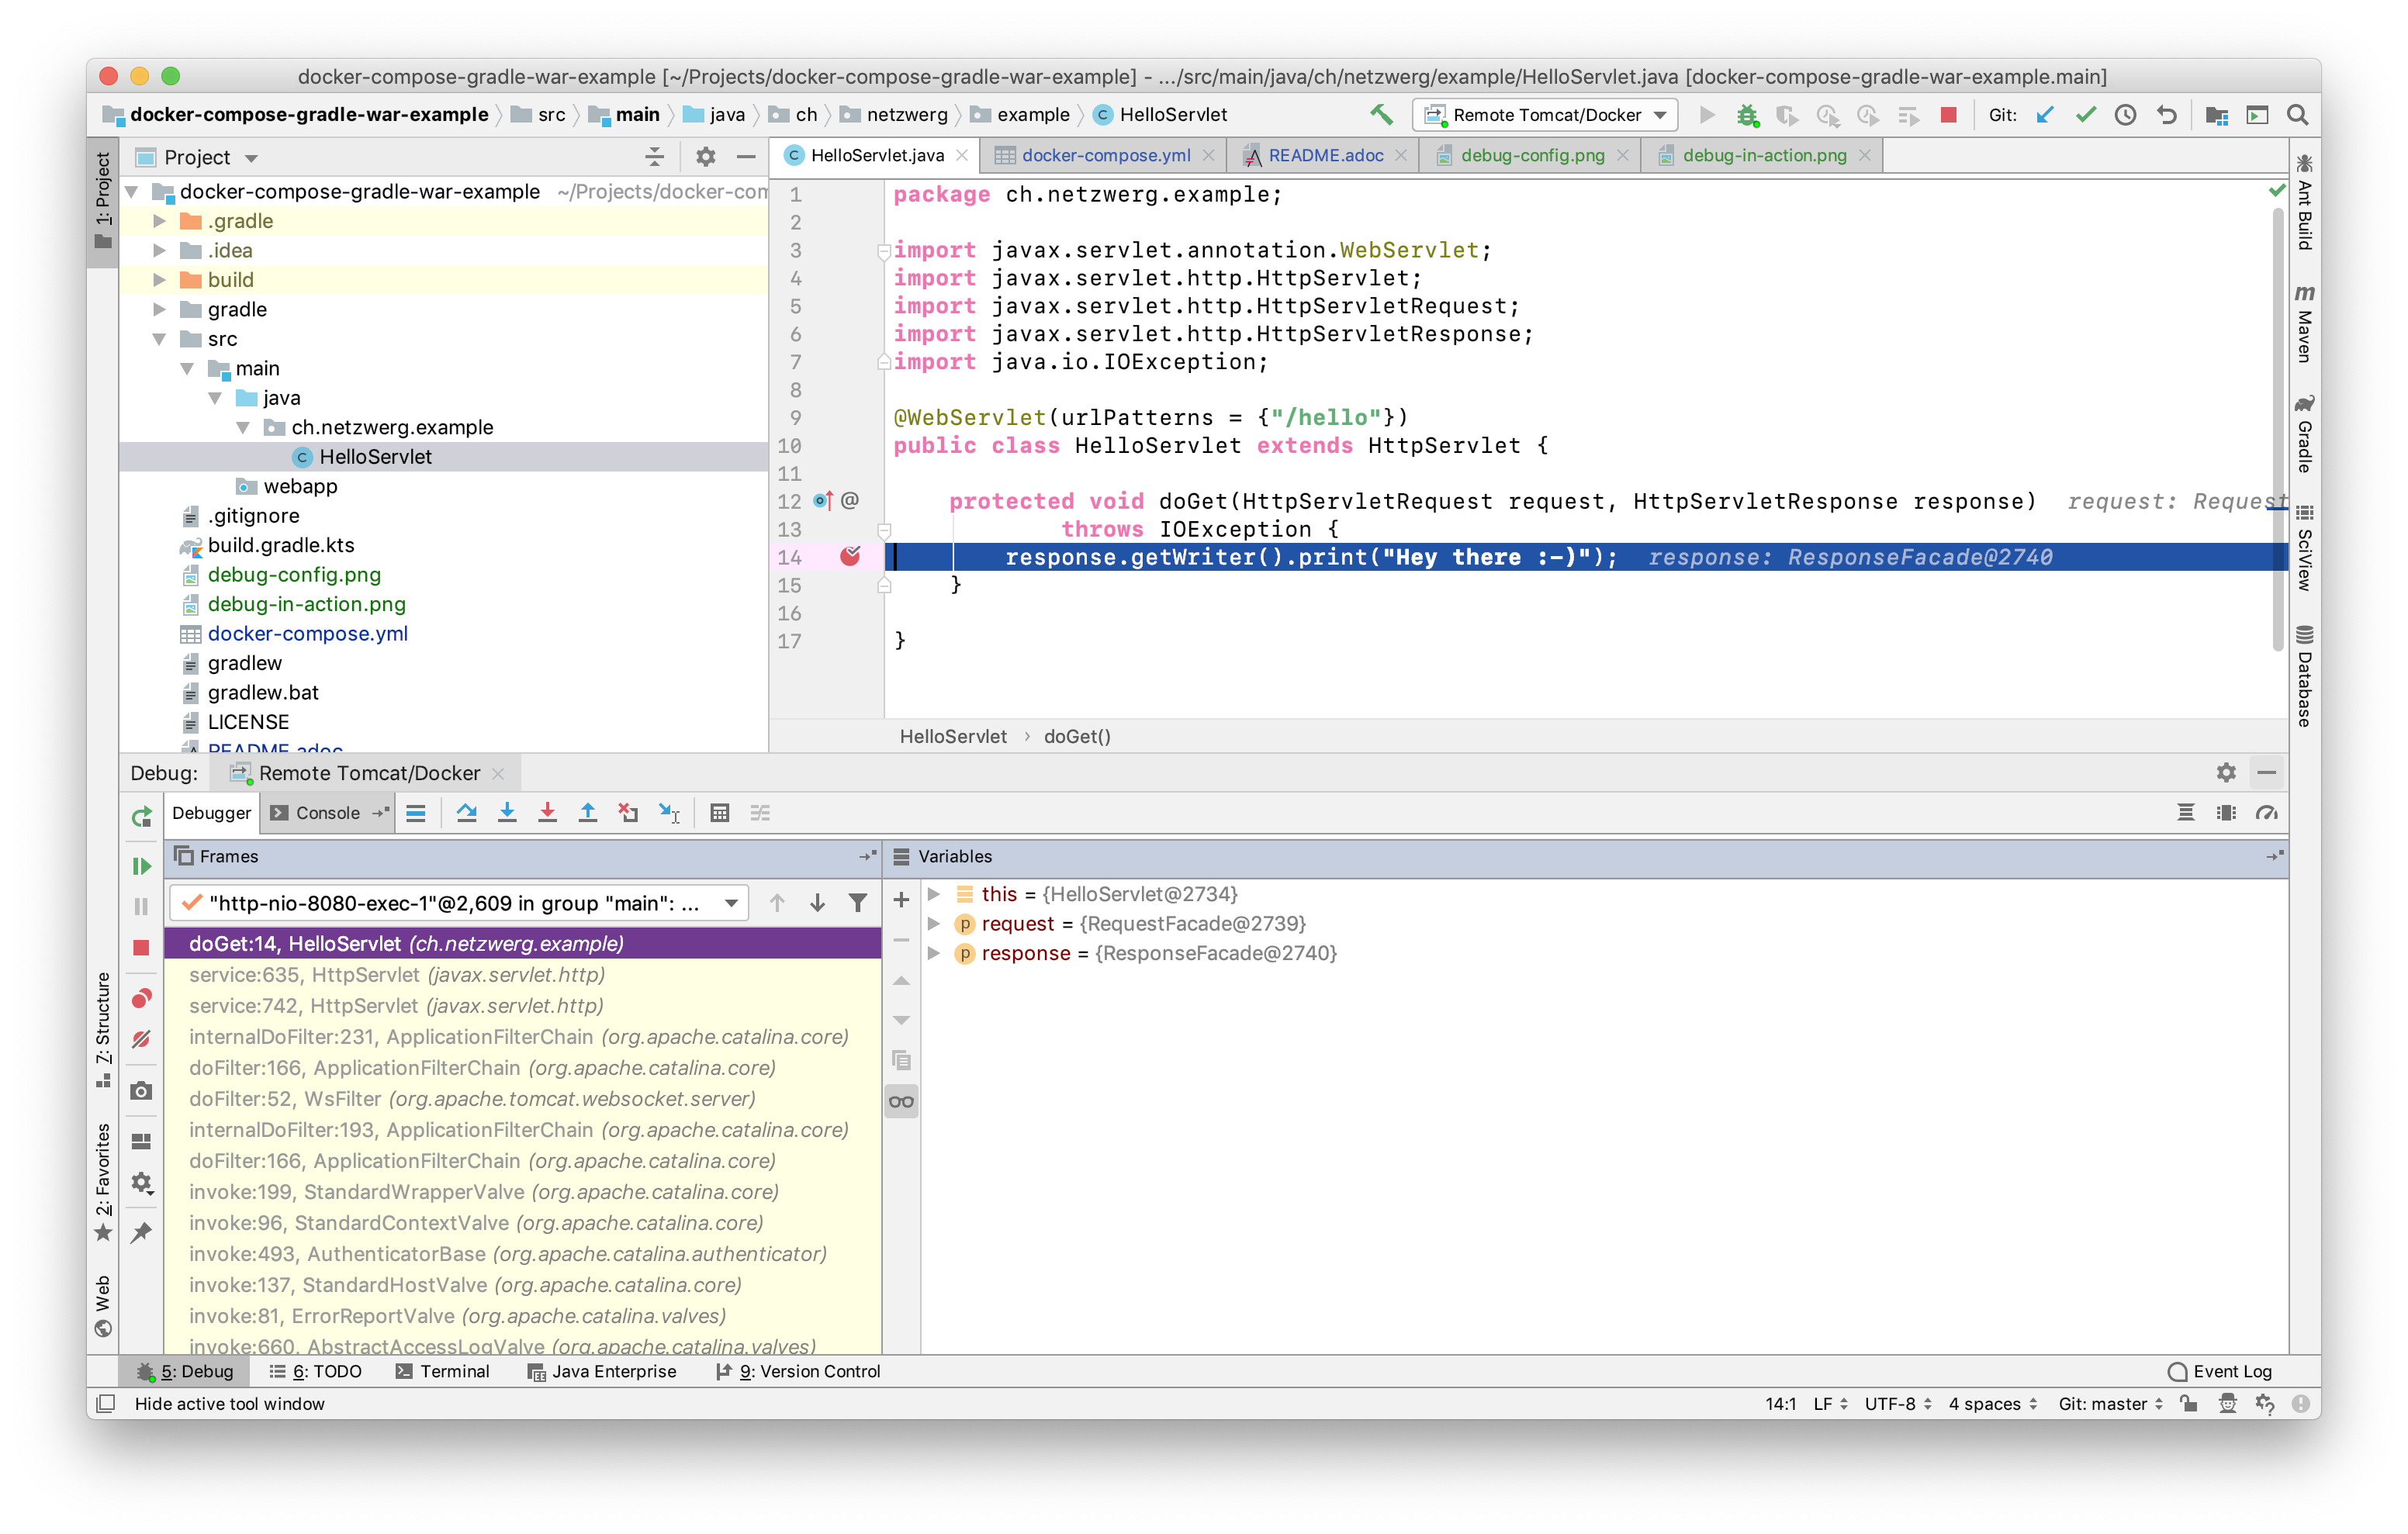 docker-compose-gradle-war-example [~/Projects/docker-compose-gradle-war-example] - .../src/main/java/ch/netzwerg/example/HelloServlet.java [docker-compose-gradle-war-example.main]
docker-compose-gradle-war-example src main java ch netzwerg example HelloServlet Remote Tomcat/Docker Git:
1: Project
Project
docker-compose-gradle-war-example ~/Projects/docker-com
.gradle
.idea
build
gradle
src
main
java
ch.netzwerg.example
HelloServlet
webapp
.gitignore
build.gradle.kts
debug-config.png
debug-in-action.png
docker-compose.yml
gradlew
gradlew.bat
LICENSE
README.adoc
HelloServlet.java docker-compose.yml README.adoc debug-config.png debug-in-action.png
1 package ch.netzwerg.example;
2
3 import javax.servlet.annotation.WebServlet;
4 import javax.servlet.http.HttpServlet;
5 import javax.servlet.http.HttpServletRequest;
6 import javax.servlet.http.HttpServletResponse;
7 import java.io.IOException;
8
9 @WebServlet(urlPatterns = {"/hello"})
10 public class HelloServlet extends HttpServlet {
11
12 @ protected void doGet(HttpServletRequest request, HttpServletResponse response) request: Request
13 throws IOException {
14 response.getWriter().print("Hey there :-)"); response: ResponseFacade@2740
15 }
16
17 }
HelloServlet › doGet()
Ant Build
Maven
Gradle
SciView
Database
Debug: Remote Tomcat/Docker
Debugger Console
Frames
"http-nio-8080-exec-1"@2,609 in group "main": ...
doGet:14, HelloServlet (ch.netzwerg.example)
service:635, HttpServlet (javax.servlet.http)
service:742, HttpServlet (javax.servlet.http)
internalDoFilter:231, ApplicationFilterChain (org.apache.catalina.core)
doFilter:166, ApplicationFilterChain (org.apache.catalina.core)
doFilter:52, WsFilter (org.apache.tomcat.websocket.server)
internalDoFilter:193, ApplicationFilterChain (org.apache.catalina.core)
doFilter:166, ApplicationFilterChain (org.apache.catalina.core)
invoke:199, StandardWrapperValve (org.apache.catalina.core)
invoke:96, StandardContextValve (org.apache.catalina.core)
invoke:493, AuthenticatorBase (org.apache.catalina.authenticator)
invoke:137, StandardHostValve (org.apache.catalina.core)
invoke:81, ErrorReportValve (org.apache.catalina.valves)
invoke:660, AbstractAccessLogValve (org.apache.catalina.valves)
Variables
this = {HelloServlet@2734}
request = {RequestFacade@2739}
response = {ResponseFacade@2740}
7: Structure
2: Favorites
Web
5: Debug 6: TODO Terminal Java Enterprise 9: Version Control Event Log
Hide active tool window 14:1 LF UTF-8 4 spaces Git: master